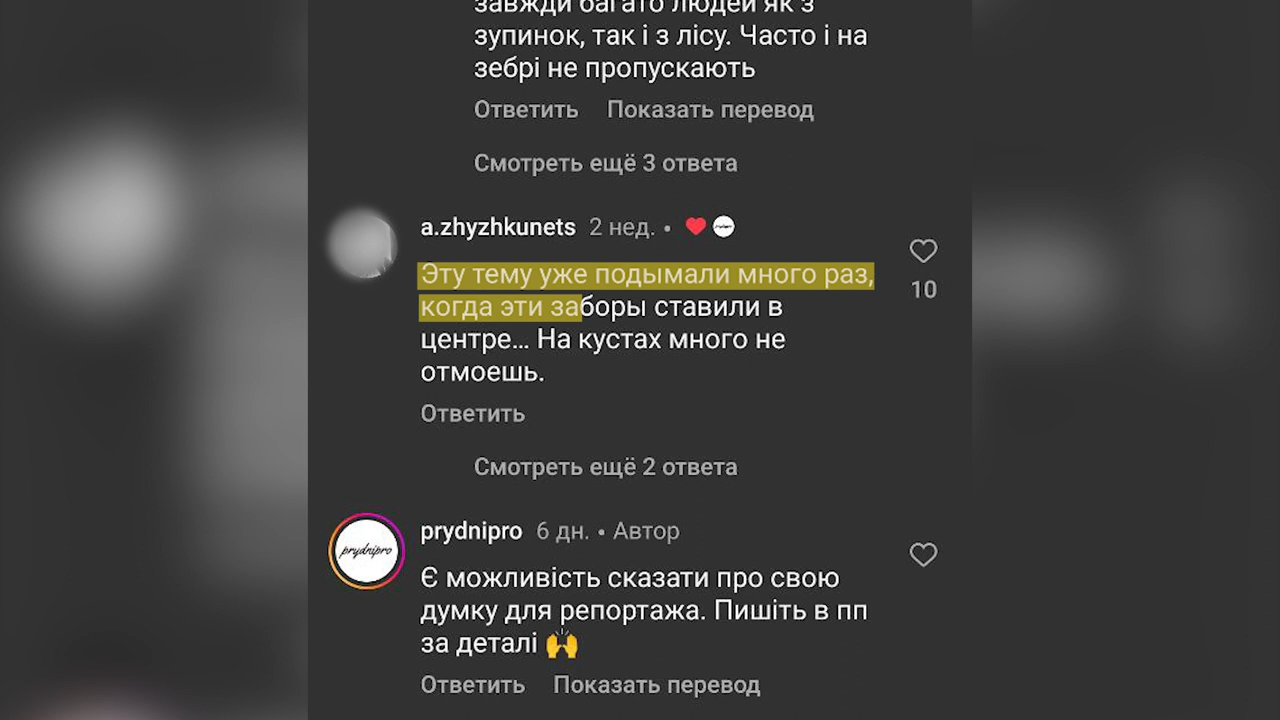 завжди багато людей як з
зупинок, так і з лісу. Часто і на
зебрі не пропускають
Ответить Показать перевод
Смотреть ещё 3 ответа
a.zhyzhkunets 2 нед. •
Эту тему уже подымали много раз,
когда эти заборы ставили в
центре... На кустах много не
отмоешь.
10
Ответить
Смотреть ещё 2 ответа
prydnipro
prydnipro 6 дн. • Автор
Є можливість сказати про свою
думку для репортажа. Пишіть в пп
за деталі 🙌
Ответить Показать перевод